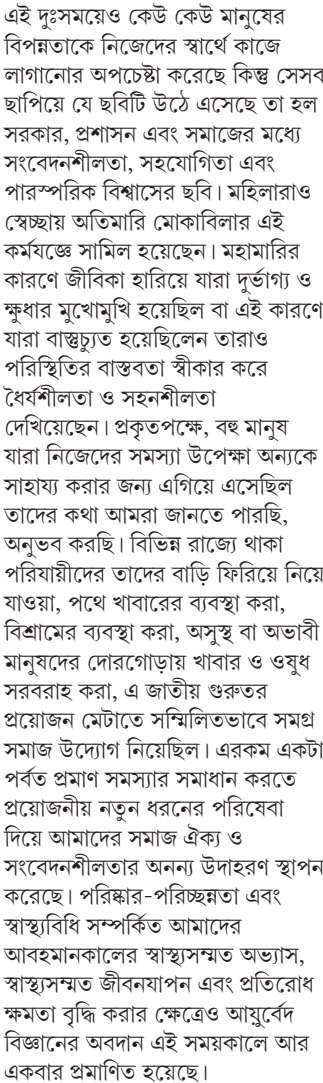 এই দুঃসময়েও কেউ কেউ মানুষের
বিপন্নতাকে নিজেদের স্বার্থে কাজে
লাগানোর অপচেষ্টা করেছে কিন্তু সেসব
ছাপিয়ে যে ছবিটি উঠে এসেছে তা হল
সরকার, প্রশাসন এবং সমাজের মধ্যে
সংবেদনশীলতা, সহযোগিতা এবং
পারস্পরিক বিশ্বাসের ছবি। মহিলারাও
স্বেচ্ছায় অতিমারি মোকাবিলার এই
কর্মযজ্ঞে সামিল হয়েছেন। মহামারির
কারণে জীবিকা হারিয়ে যারা দুর্ভাগ্য ও
ক্ষুধার মুখোমুখি হয়েছিল বা এই কারণে
যারা বাস্তুচ্যুত হয়েছিলেন তারাও
পরিস্থিতির বাস্তবতা স্বীকার করে
ধৈর্যশীলতা ও সহনশীলতা
দেখিয়েছেন। প্রকৃতপক্ষে, বহু মানুষ
যারা নিজেদের সমস্যা উপেক্ষা অন্যকে
সাহায্য করার জন্য এগিয়ে এসেছিল
তাদের কথা আমরা জানতে পারছি,
অনুভব করছি। বিভিন্ন রাজ্যে থাকা
পরিযায়ীদের তাদের বাড়ি ফিরিয়ে নিয়ে
যাওয়া, পথে খাবারের ব্যবস্থা করা,
বিশ্রামের ব্যবস্থা করা, অসুস্থ বা অভাবী
মানুষদের দোরগোড়ায় খাবার ও ওষুধ
সরবরাহ করা, এ জাতীয় গুরুতর
প্রয়োজন মেটাতে সম্মিলিতভাবে সমগ্র
সমাজ উদ্যোগ নিয়েছিল। এরকম একটা
পর্বত প্রমাণ সমস্যার সমাধান করতে
প্রয়োজনীয় নতুন ধরনের পরিষেবা
দিয়ে আমাদের সমাজ ঐক্য ও
সংবেদনশীলতার অনন্য উদাহরণ স্থাপন
করেছে। পরিষ্কার-পরিচ্ছন্নতা এবং
স্বাস্থ্যবিধি সম্পর্কিত আমাদের
আবহমানকালের স্বাস্থ্যসম্মত অভ্যাস,
স্বাস্থ্যসম্মত জীবনযাপন এবং প্রতিরোধ
ক্ষমতা বৃদ্ধি করার ক্ষেত্রেও আয়ুর্বেদ
বিজ্ঞানের অবদান এই সময়কালে আর
একবার প্রমাণিত হয়েছে।